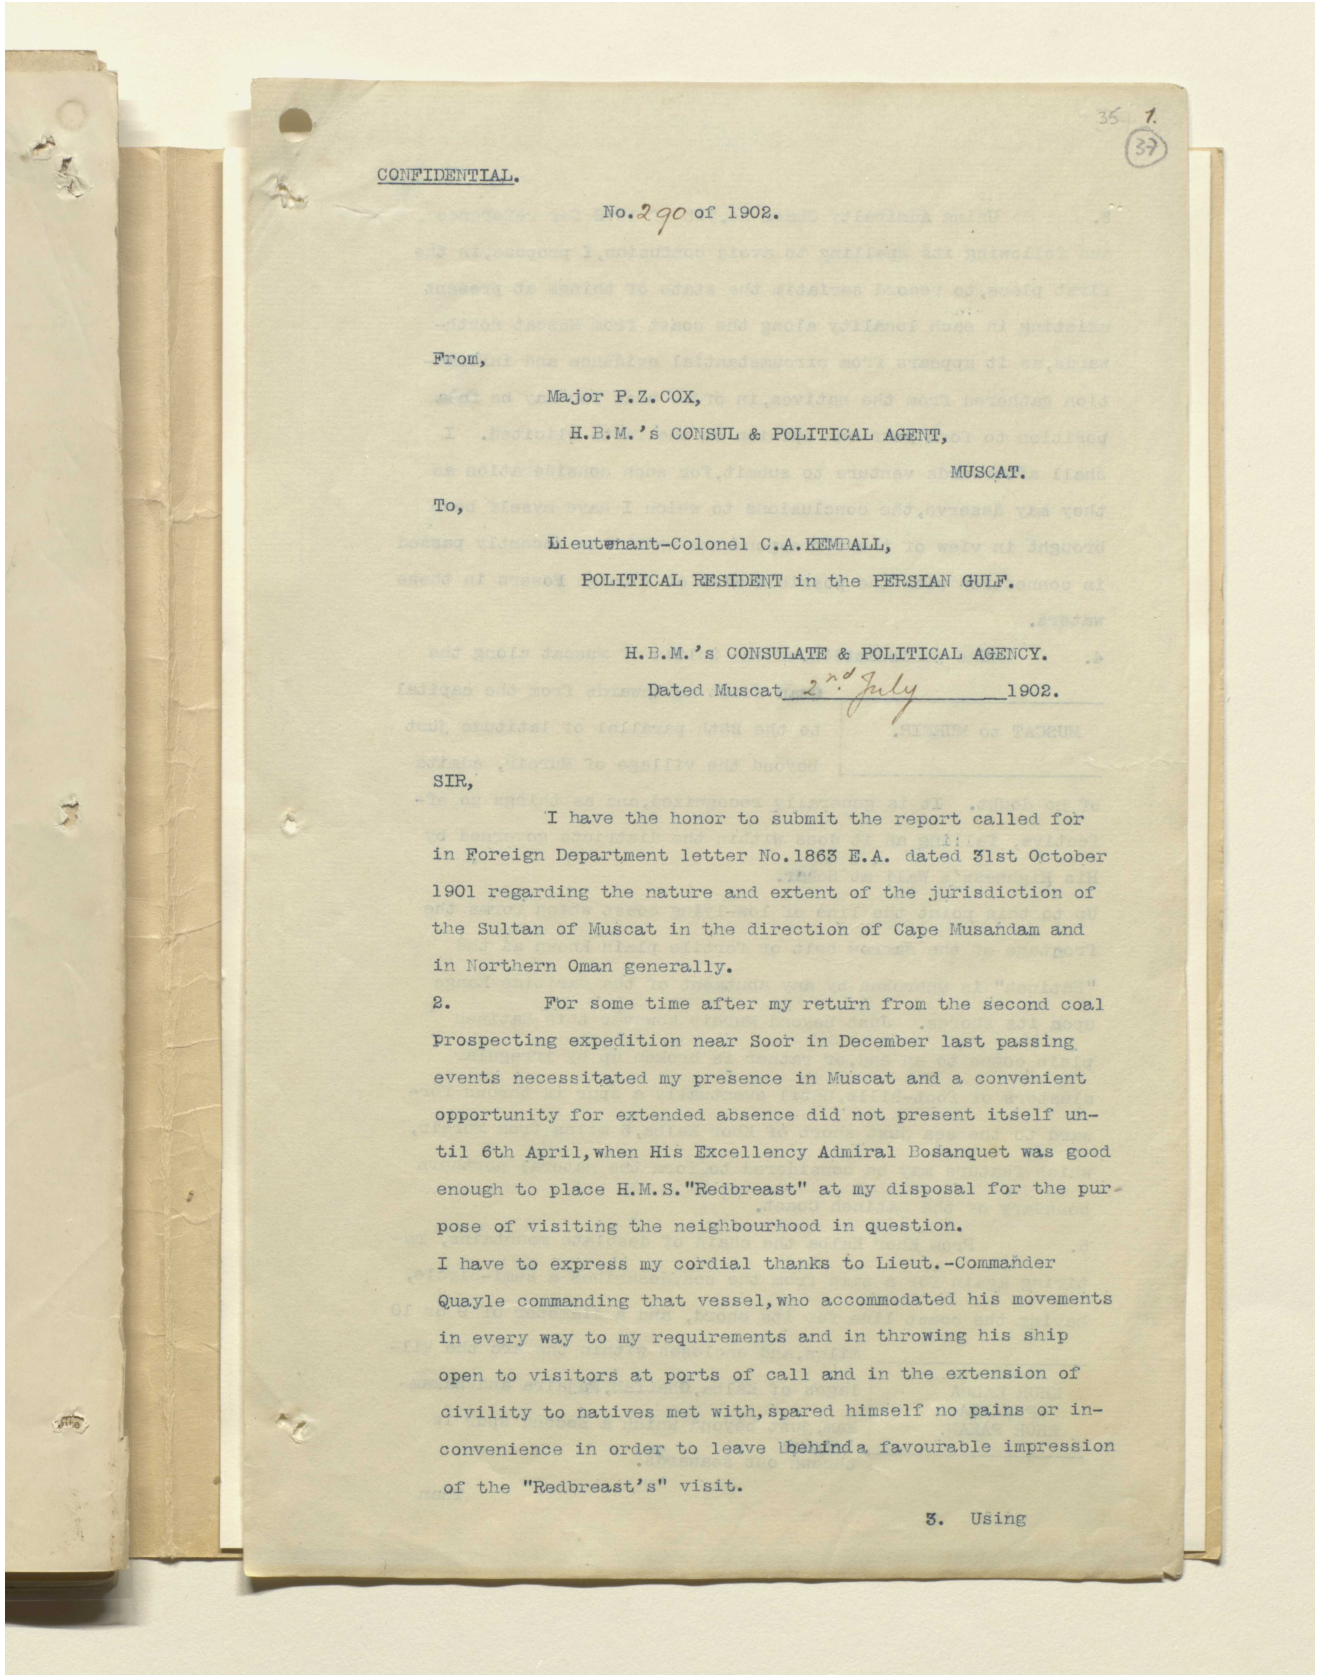 35 1.
37
CONFIDENTIAL.
No.290 of 1902.
From,
Major P.Z.COX,
H.B.M.'s CONSUL & POLITICAL AGENT,
MUSCAT.
To,
Lieutenant-Colonel C.A.KEMBALL,
POLITICAL RESIDENT in the PERSIAN GULF.
H.B.M.'s CONSULATE & POLITICAL AGENCY.
Dated Muscat 2nd. July 1902.
SIR,
I have the honor to submit the report called for
in Foreign Department letter No.1863 E.A. dated 31st October
1901 regarding the nature and extent of the jurisdiction of
the Sultan of Muscat in the direction of Cape Musandam and
in Northern Oman generally.
2. For some time after my return from the second coal
prospecting expedition near Soor in December last passing
events necessitated my presence in Muscat and a convenient
opportunity for extended absence did not present itself un-
til 6th April,when His Excellency Admiral Bosanquet was good
enough to place H.M.S."Redbreast" at my disposal for the pur-
pose of visiting the neighbourhood in question.
I have to express my cordial thanks to Lieut.-Commander
Quayle commanding that vessel,who accommodated his movements
in every way to my requirements and in throwing his ship
open to visitors at ports of call and in the extension of
civility to natives met with,spared himself no pains or in-
convenience in order to leave behind a favourable impression
of the "Redbreast's" visit.
3. Using